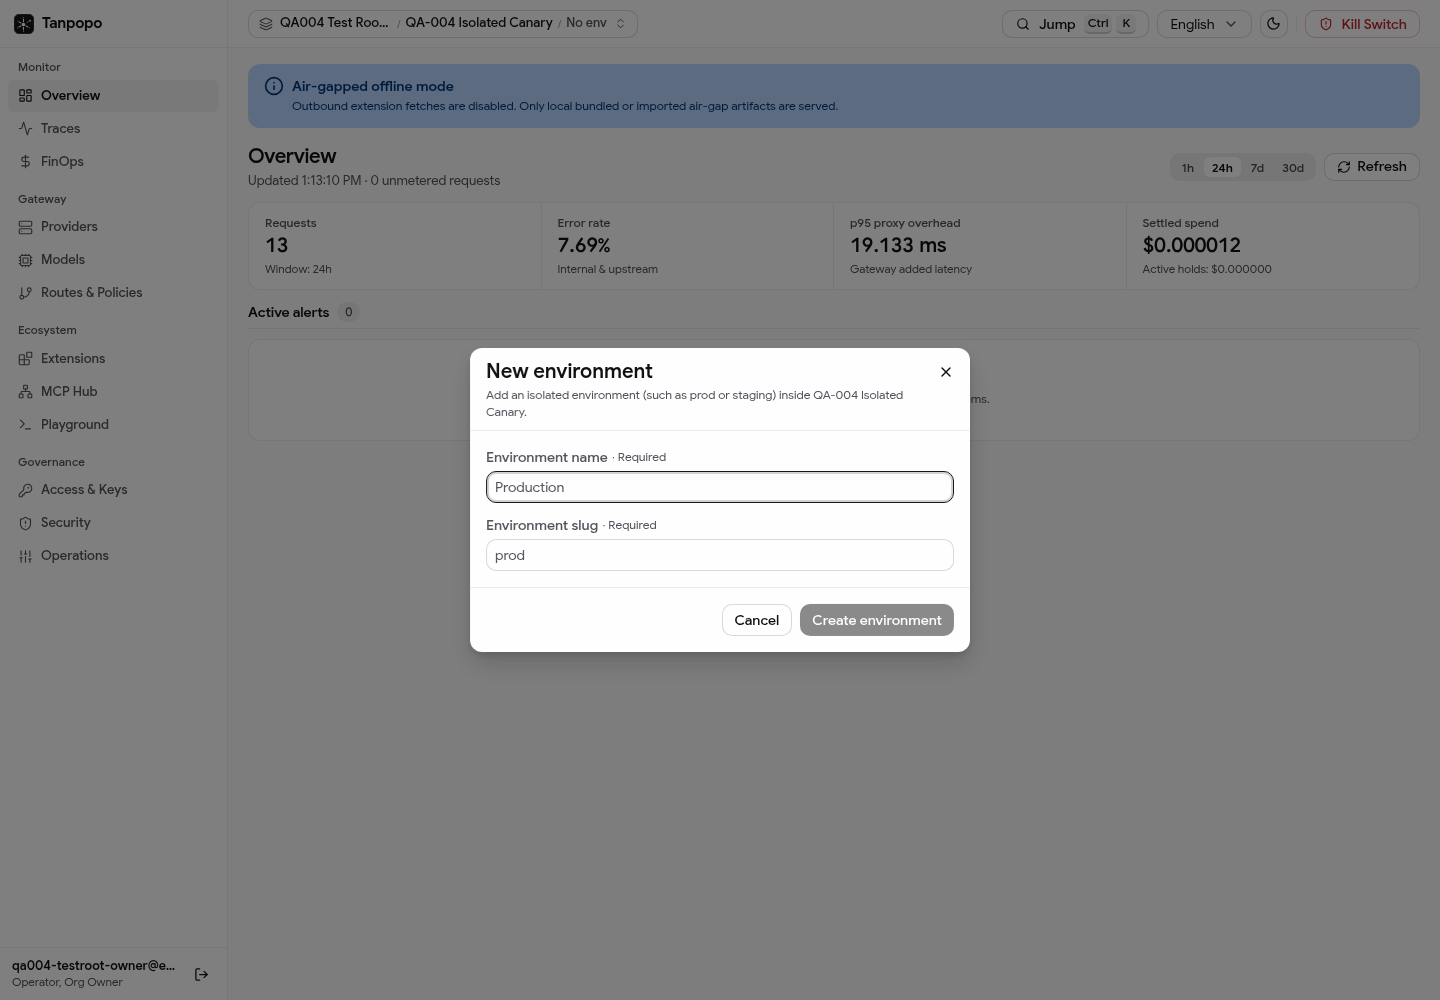 Tanpopo
QA004 Test Roo... / QA-004 Isolated Canary / No env
Jump Ctrl K
English
Kill Switch
Monitor
Overview
Traces
FinOps
Gateway
Providers
Models
Routes & Policies
Ecosystem
Extensions
MCP Hub
Playground
Governance
Access & Keys
Security
Operations
qa004-testroot-owner@e...
Operator, Org Owner
Air-gapped offline mode
Outbound extension fetches are disabled. Only local bundled or imported air-gap artifacts are served.
Overview
Updated 1:13:10 PM · 0 unmetered requests
1h 24h 7d 30d
Refresh
Requests
13
Window: 24h
Error rate
7.69%
Internal & upstream
p95 proxy overhead
19.133 ms
Gateway added latency
Settled spend
$0.000012
Active holds: $0.000000
Active alerts 0
ms.
New environment
Add an isolated environment (such as prod or staging) inside QA-004 Isolated
Canary.
Environment name · Required
Production
Environment slug · Required
prod
Cancel
Create environment